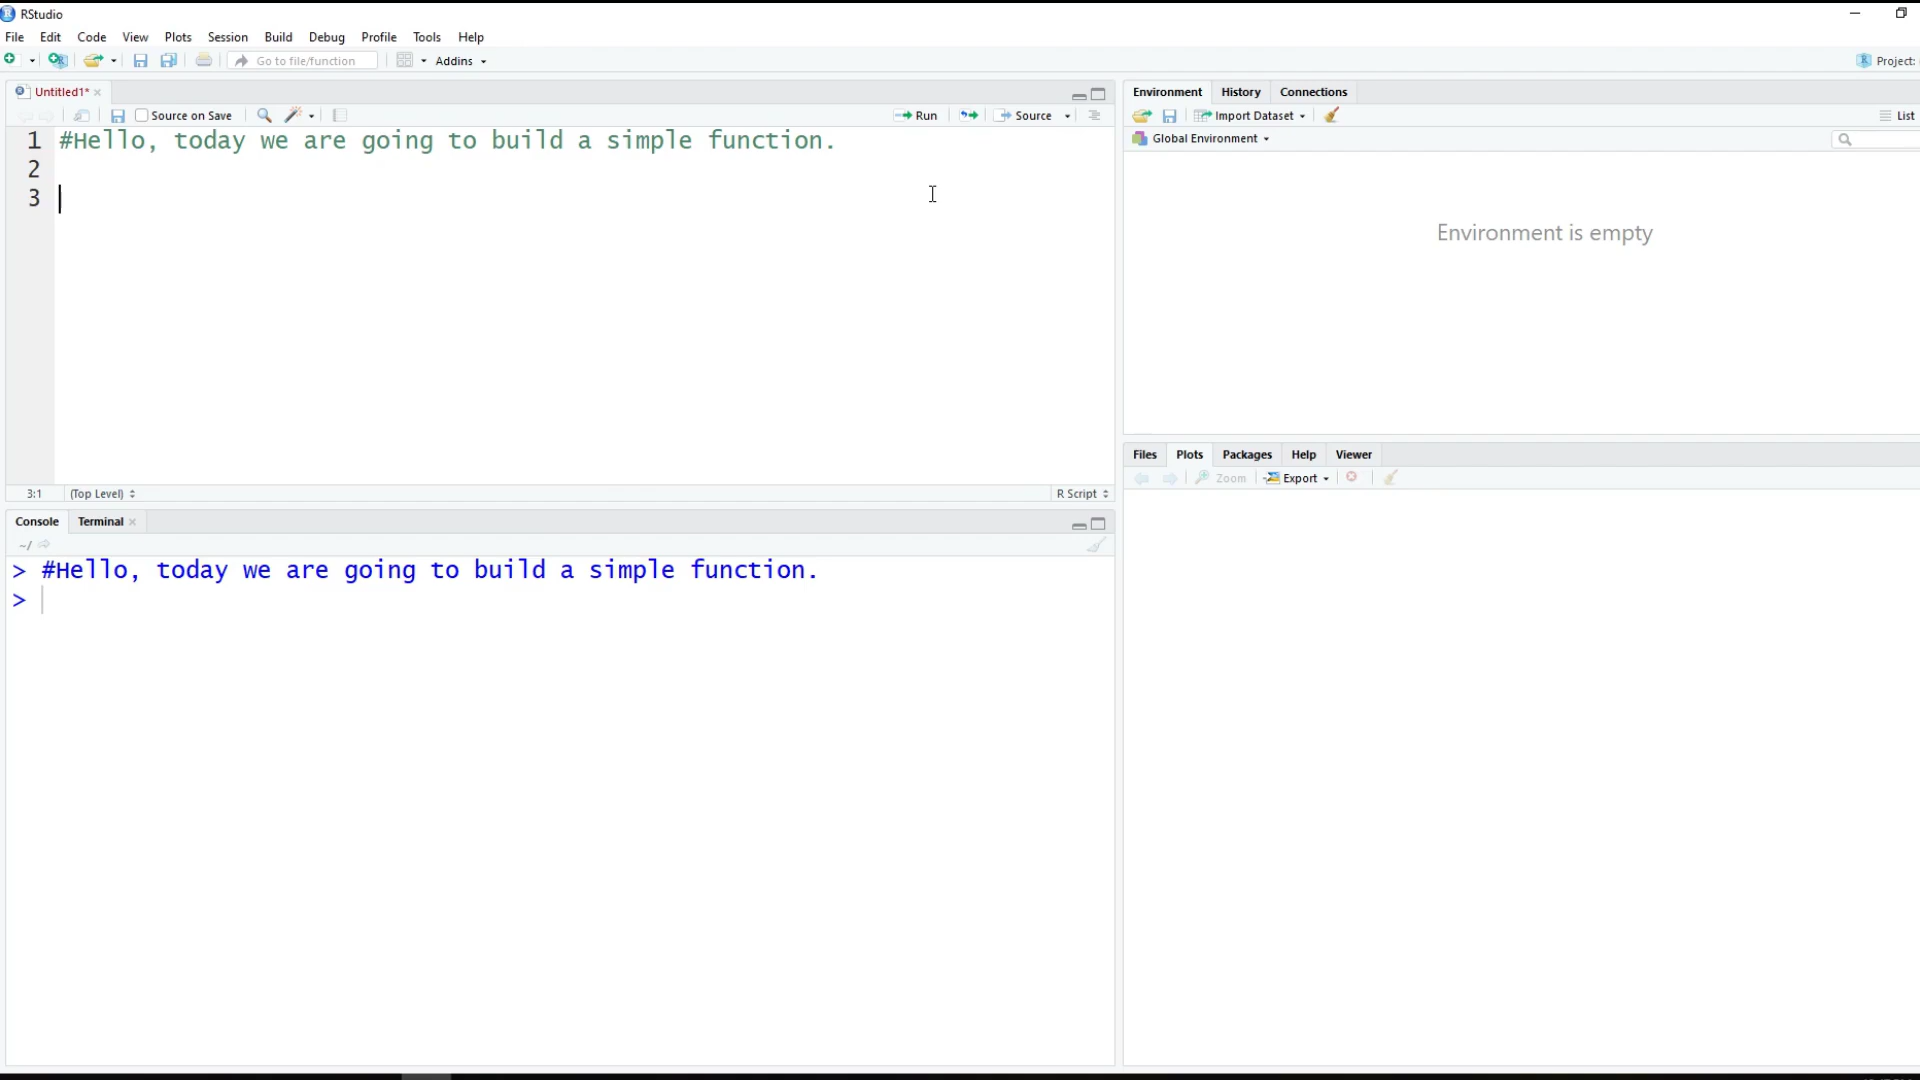 RStudio
File Edit Code View Plots Session Build Debug Profile Tools Help
Go to file/function Addins Project:
Untitled1*
Source on Save Run Source
1 #Hello, today we are going to build a simple function.
2
3
3:1 (Top Level) R Script
Console Terminal
~/
> #Hello, today we are going to build a simple function.
>
Environment History Connections
Import Dataset List
Global Environment
Environment is empty
Files Plots Packages Help Viewer
Zoom Export